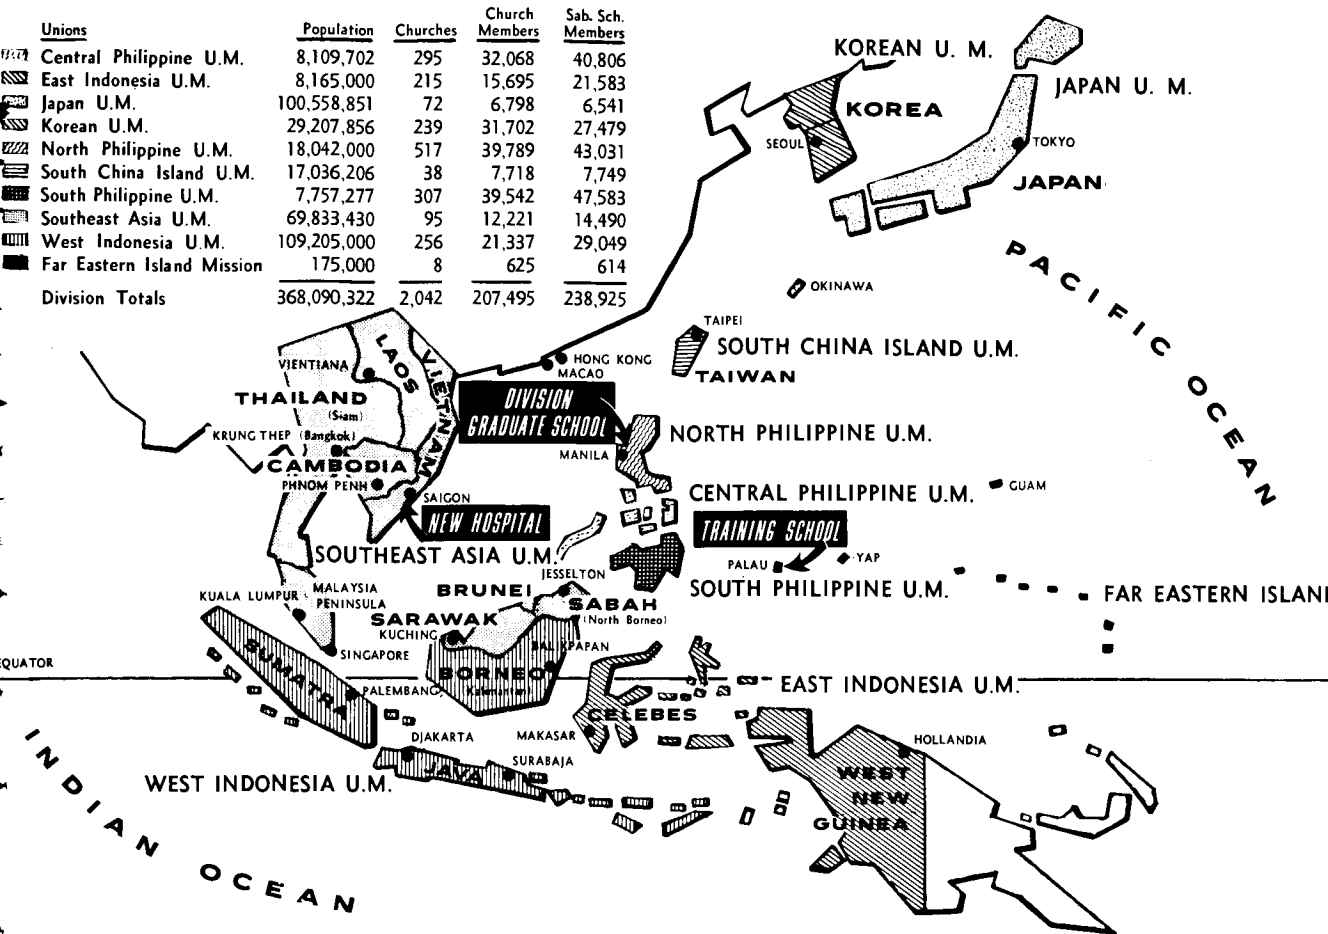 Unions Population Churches Church Members Sab. Sch. Members
Central Philippine U.M. 8,109,702 295 32,068 40,806
East Indonesia U.M. 8,165,000 215 15,695 21,583
Japan U.M. 100,558,851 72 6,798 6,541
Korean U.M. 29,207,856 239 31,702 27,479
North Philippine U.M. 18,042,000 517 39,789 43,031
South China Island U.M. 17,036,206 38 7,718 7,749
South Philippine U.M. 7,757,277 307 39,542 47,583
Southeast Asia U.M. 69,833,430 95 12,221 14,490
West Indonesia U.M. 109,205,000 256 21,337 29,049
Far Eastern Island Mission 175,000 8 625 614
Division Totals 368,090,322 2,042 207,495 238,925
KOREAN U. M.
JAPAN U. M.
KOREA
SEOUL
TOKYO
JAPAN
PACIFIC OCEAN
OKINAWA
TAIPEI
SOUTH CHINA ISLAND U.M.
TAIWAN
HONG KONG
MACAO
LAOS
VIETNAM
VIENTIANA
THAILAND
(Siam)
KRUNG THEP (Bangkok)
CAMBODIA
PHNOM PENH
SAIGON
DIVISION
GRADUATE SCHOOL
NORTH PHILIPPINE U.M.
MANILA
CENTRAL PHILIPPINE U.M.
GUAM
NEW HOSPITAL
TRAINING SCHOOL
SOUTHEAST ASIA U.M.
PALAU
YAP
JESSELTON
SOUTH PHILIPPINE U.M.
FAR EASTERN ISLAND
BRUNEI
SABAH
(North Borneo)
MALAYSIA
PENINSULA
KUALA LUMPUR
SARAWAK
KUCHING
SINGAPORE
BALIKPAPAN
EQUATOR
SUMATRA
BORNEO
(Kalimantan)
PALEMBANG
EAST INDONESIA U.M.
CELEBES
MAKASAR
DJAKARTA
HOLLANDIA
SURABAJA
JAVA
WEST INDONESIA U.M.
WEST
NEW
GUINEA
INDIAN OCEAN